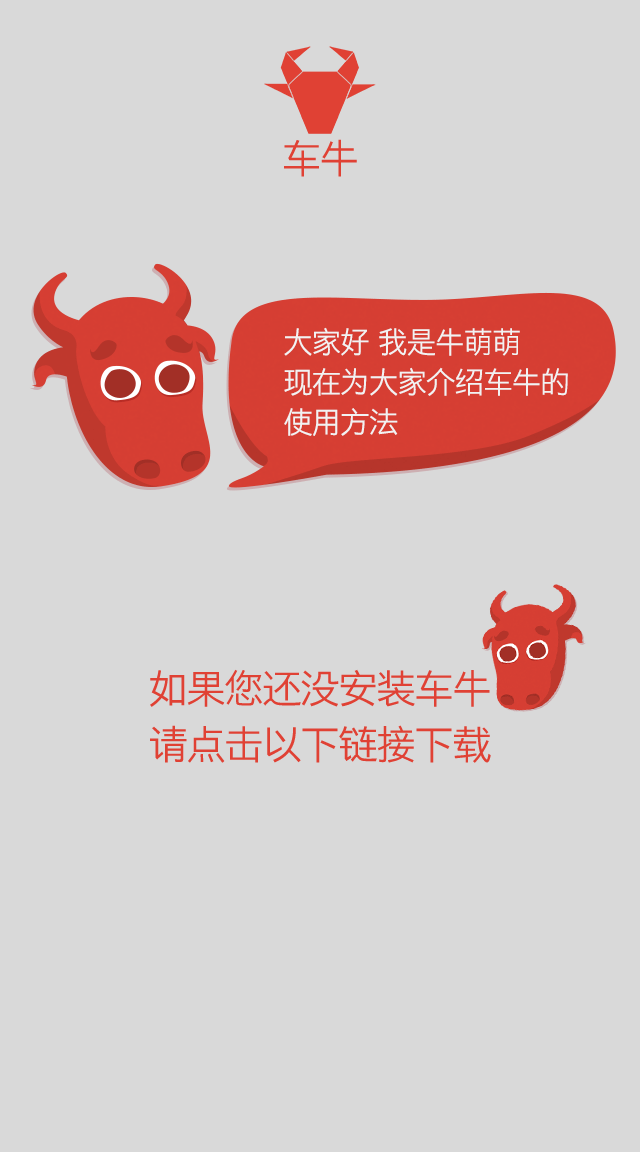 车牛
大家好 我是牛萌萌
现在为大家介绍车牛的
使用方法
如果您还没安装车牛
请点击以下链接下载